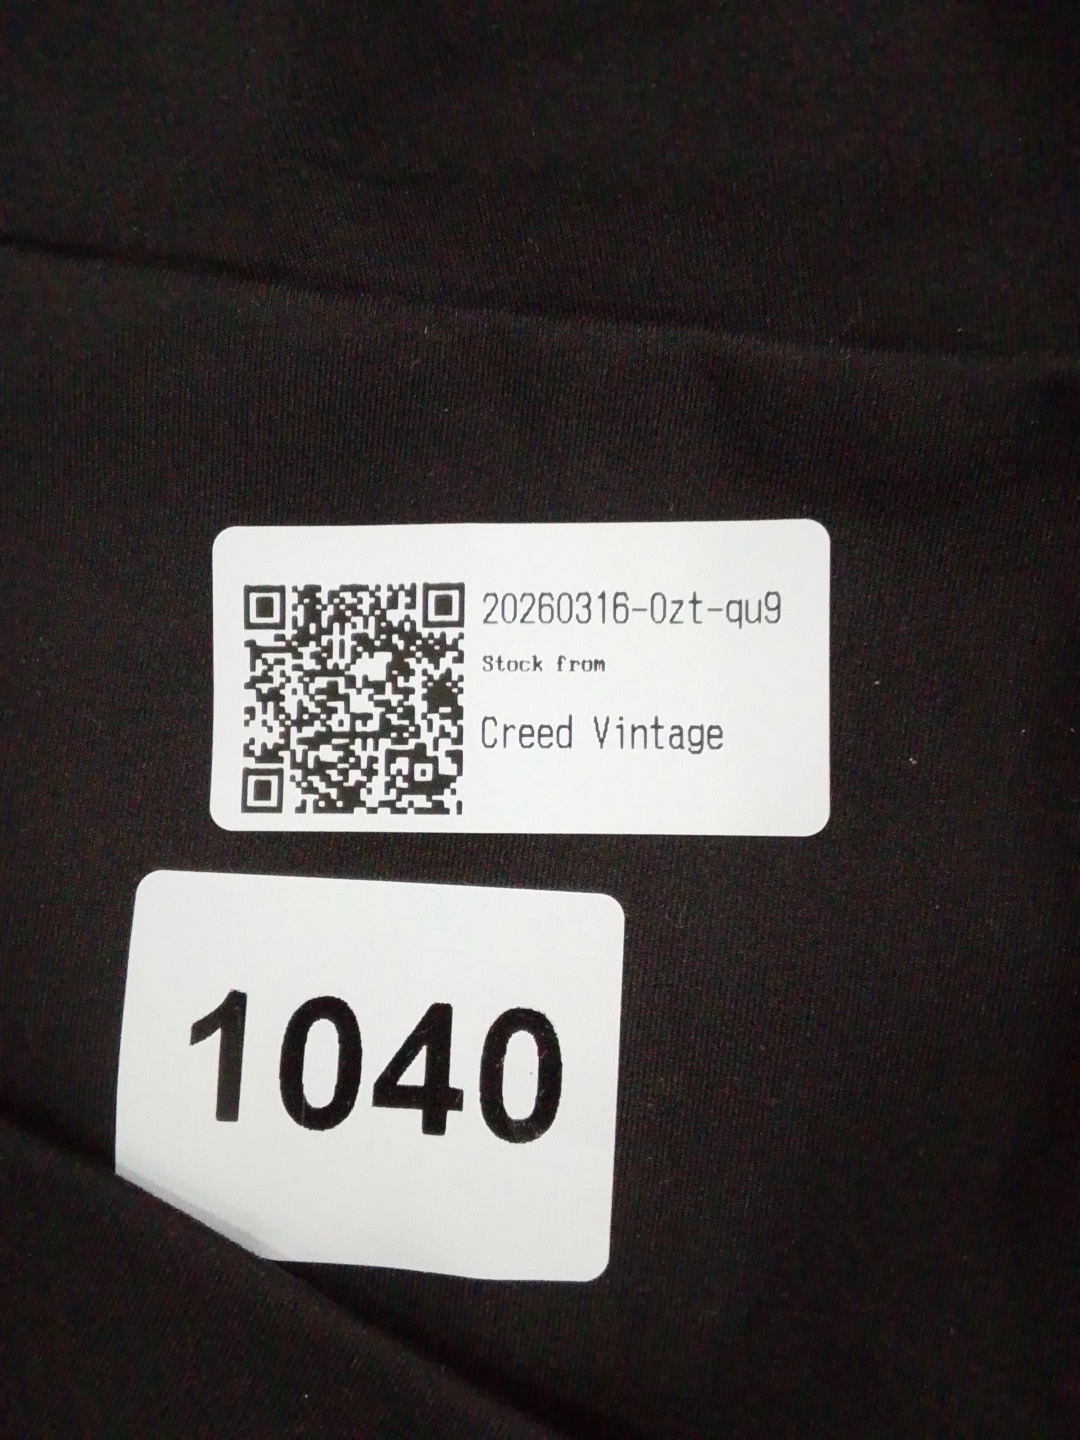 20260316-0zt-qu9
Stock from
Creed Vintage
1040